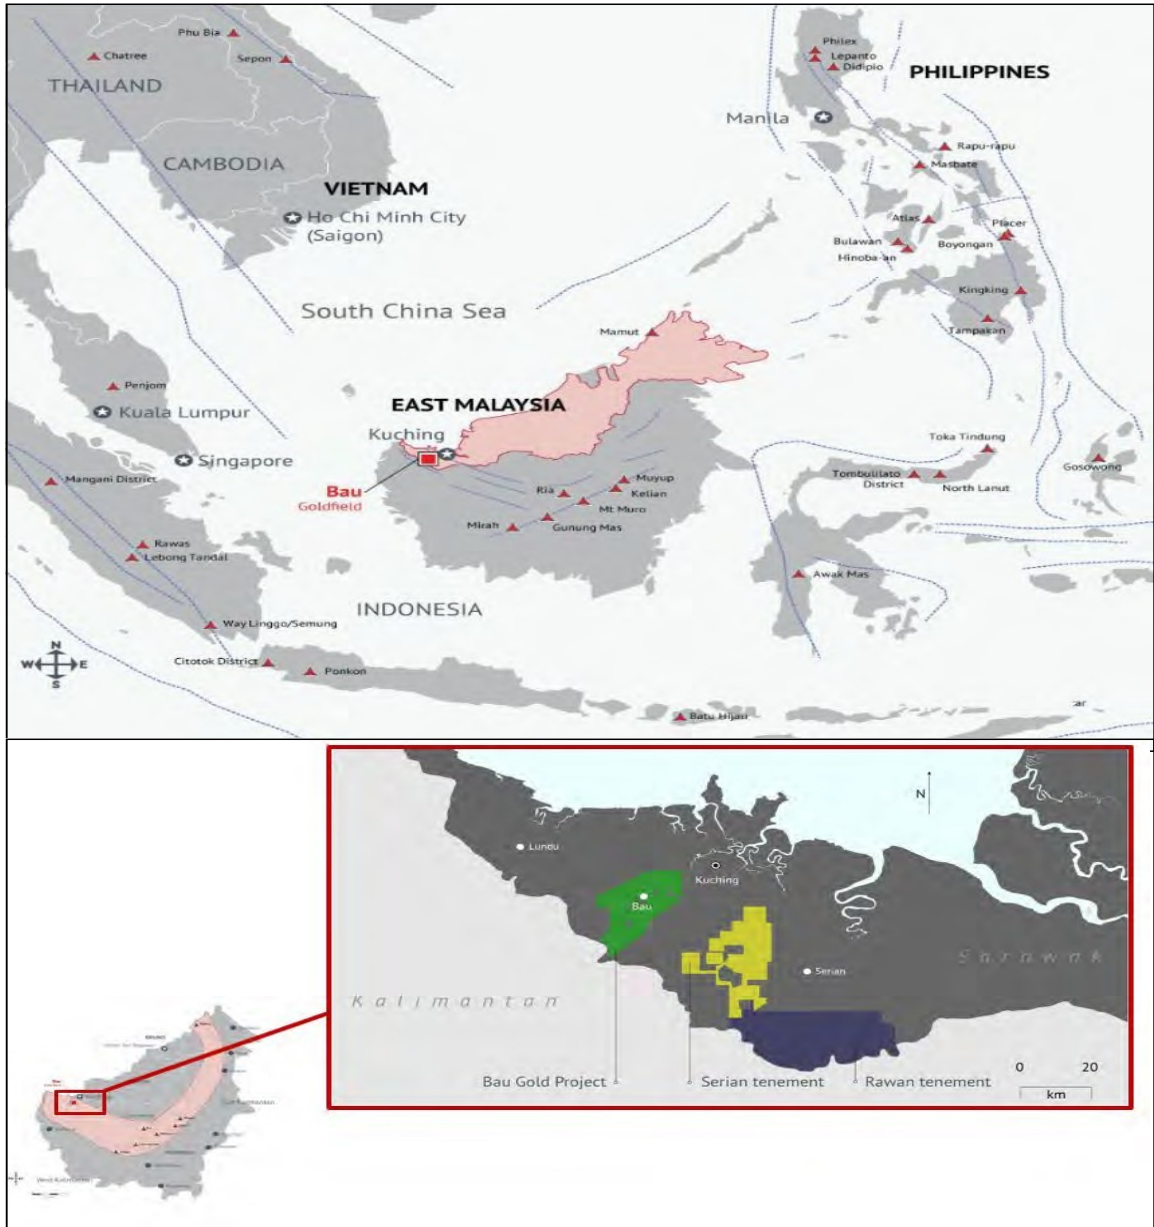 Phu Bia
Chatree
Sepon
THAILAND
CAMBODIA
VIETNAM
Ho Chi Minh City
(Saigon)
South China Sea
Philex
Lepanto
Didipio
PHILIPPINES
Manila
Rapu-rapu
Masbate
Atlas
Placer
Bulawan
Boyongan
Hinoba-an
Kingking
Tampakan
Mamut
Penjom
Kuala Lumpur
Singapore
EAST MALAYSIA
Kuching
Bau
Goldfield
Mangani District
Rawas
Lebong Tandai
Muyup
Ria
Kelian
Mt Muro
Mirah
Gunung Mas
Toka Tindung
Tombulilato
District
North Lanut
Gosowong
Awak Mas
INDONESIA
Way Linggo/Semung
Citotok District
Ponkon
Batu Hijau
N
W
E
S
ar
N
Lundu
Kuching
Bau
Serian
Sarawak
Kalimantan
Bau Gold Project
Serian tenement
Rawan tenement
0 20
km